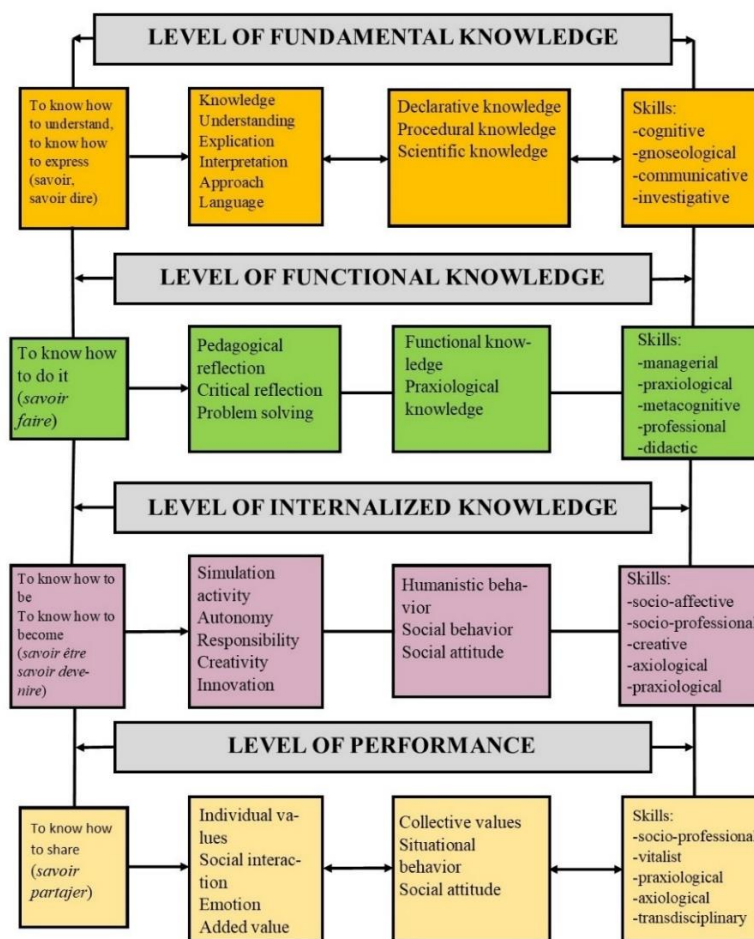 LEVEL OF FUNDAMENTAL KNOWLEDGE
To know how
to understand,
to know how
to express
(savoir,
savoir dire)
Knowledge
Understanding
Explication
Interpretation
Approach
Language
Declarative knowledge
Procedural knowledge
Scientific knowledge
Skills:
-cognitive
-gnoseological
-communicative
-investigative
LEVEL OF FUNCTIONAL KNOWLEDGE
To know how
to do it
(savoir
faire)
Pedagogical
reflection
Critical reflection
Problem solving
Functional know-
ledge
Praxiological
knowledge
Skills:
-managerial
-praxiological
-metacognitive
-professional
-didactic
LEVEL OF INTERNALIZED KNOWLEDGE
To know how to
be
To know how to
become
(savoir être
savoir deve-
nire)
Simulation
activity
Autonomy
Responsibility
Creativity
Innovation
Humanistic beha-
vior
Social behavior
Social attitude
Skills:
-socio-affective
-socio-professional
-creative
-axiological
-praxiological
LEVEL OF PERFORMANCE
To know how
to share
(savoir
partajer)
Individual va-
lues
Social interac-
tion
Emotion
Added value
Collective values
Situational
behavior
Social attitude
Skills:
-socio-professional
-vitalist
-praxiological
-axiological
-transdisciplinary